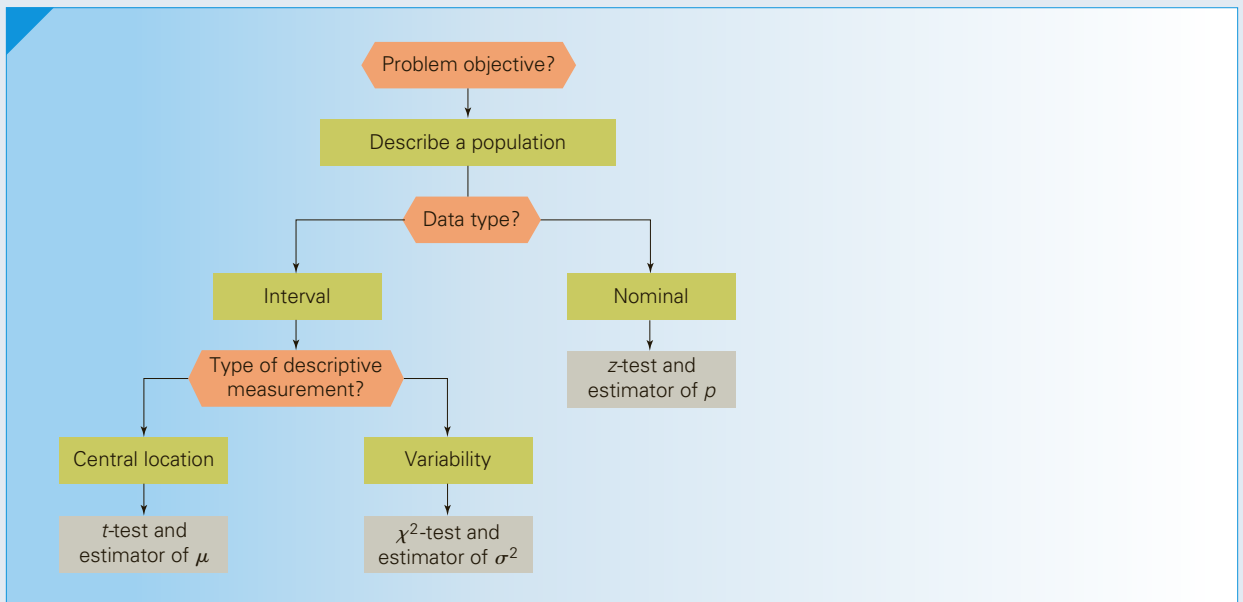 Problem objective?
Describe a population
Data type?
Interval
Nominal
Type of descriptive
measurement?
z-test and
estimator of p
Central location
Variability
t-test and
estimator of μ
χ²-test and
estimator of σ²